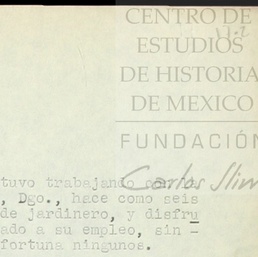 CENTRO DE
ESTUDIOS
DE HISTORIA
DE MEXICO
FUNDACIÓN
Carlos Slim
tuvo trabajando
, Dgo., hace como seis
de jardinero, y disfru
ado a su empleo, sin
fortuna ningunos.